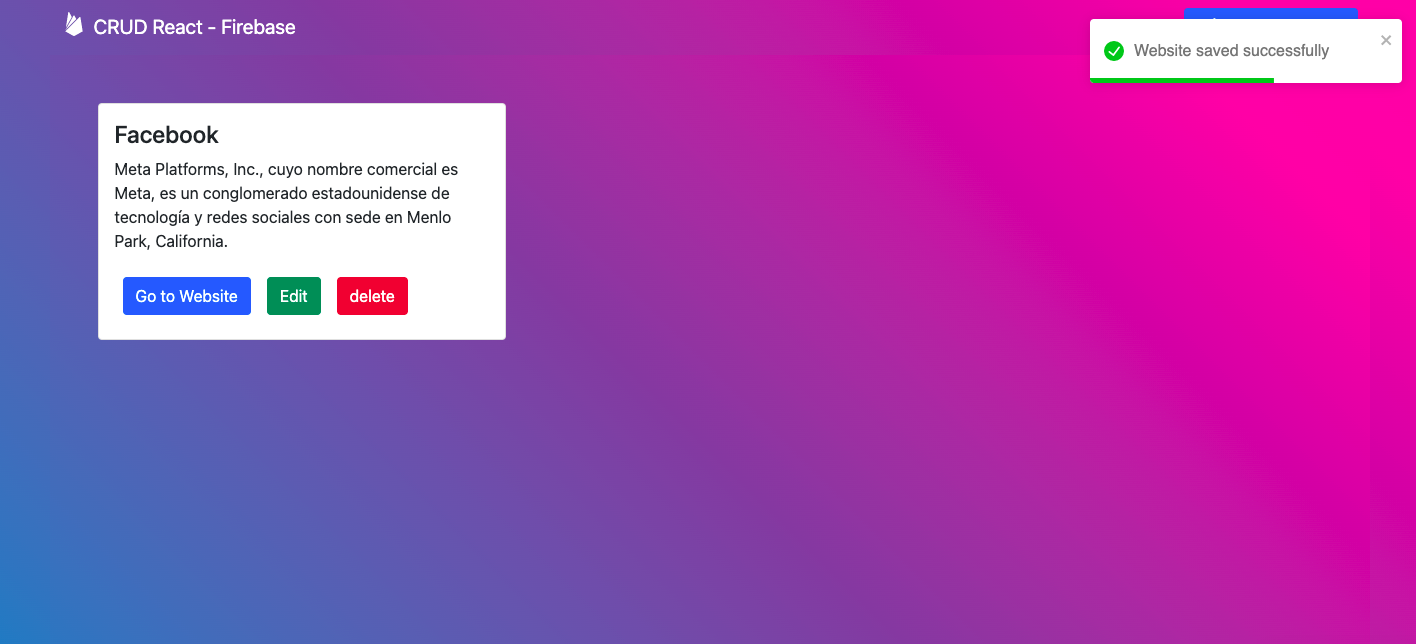 CRUD React - Firebase
Website saved successfully
Facebook
Meta Platforms, Inc., cuyo nombre comercial es
Meta, es un conglomerado estadounidense de
tecnología y redes sociales con sede en Menlo
Park, California.
Go to Website Edit delete